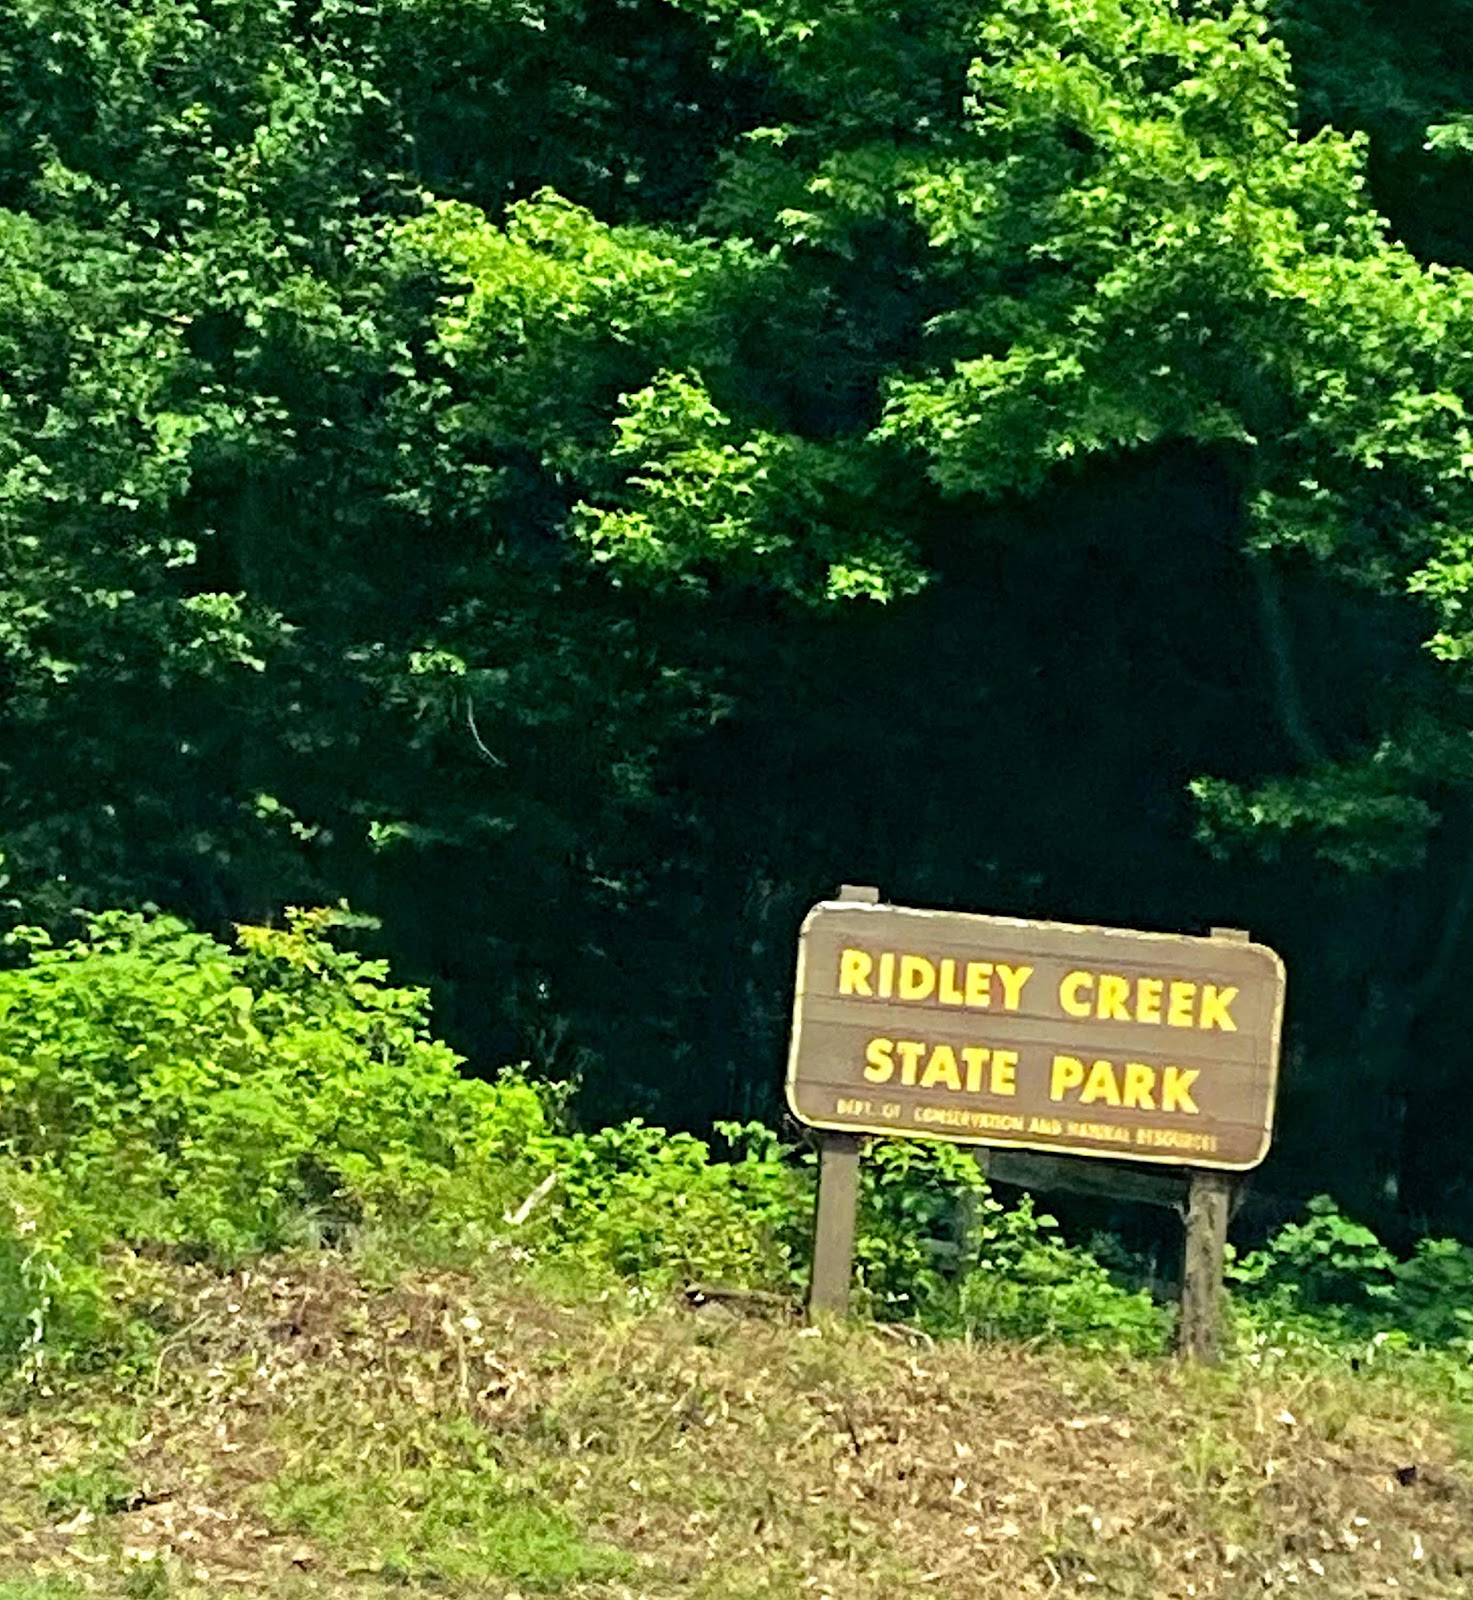 RIDLEY CREEK
STATE PARK
DEPT. OF CONSERVATION AND NATURAL RESOURCES